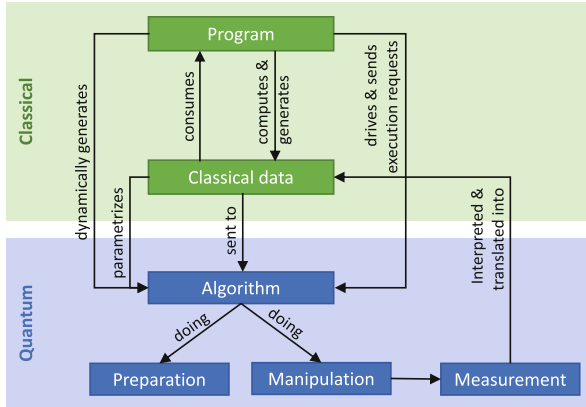 Classical
Program
dynamically generates
consumes
computes &
generates
drives & sends
execution requests
Classical data
parametrizes
sent to
Interpreted &
translated into
Quantum
Algorithm
doing
doing
Preparation
Manipulation
Measurement